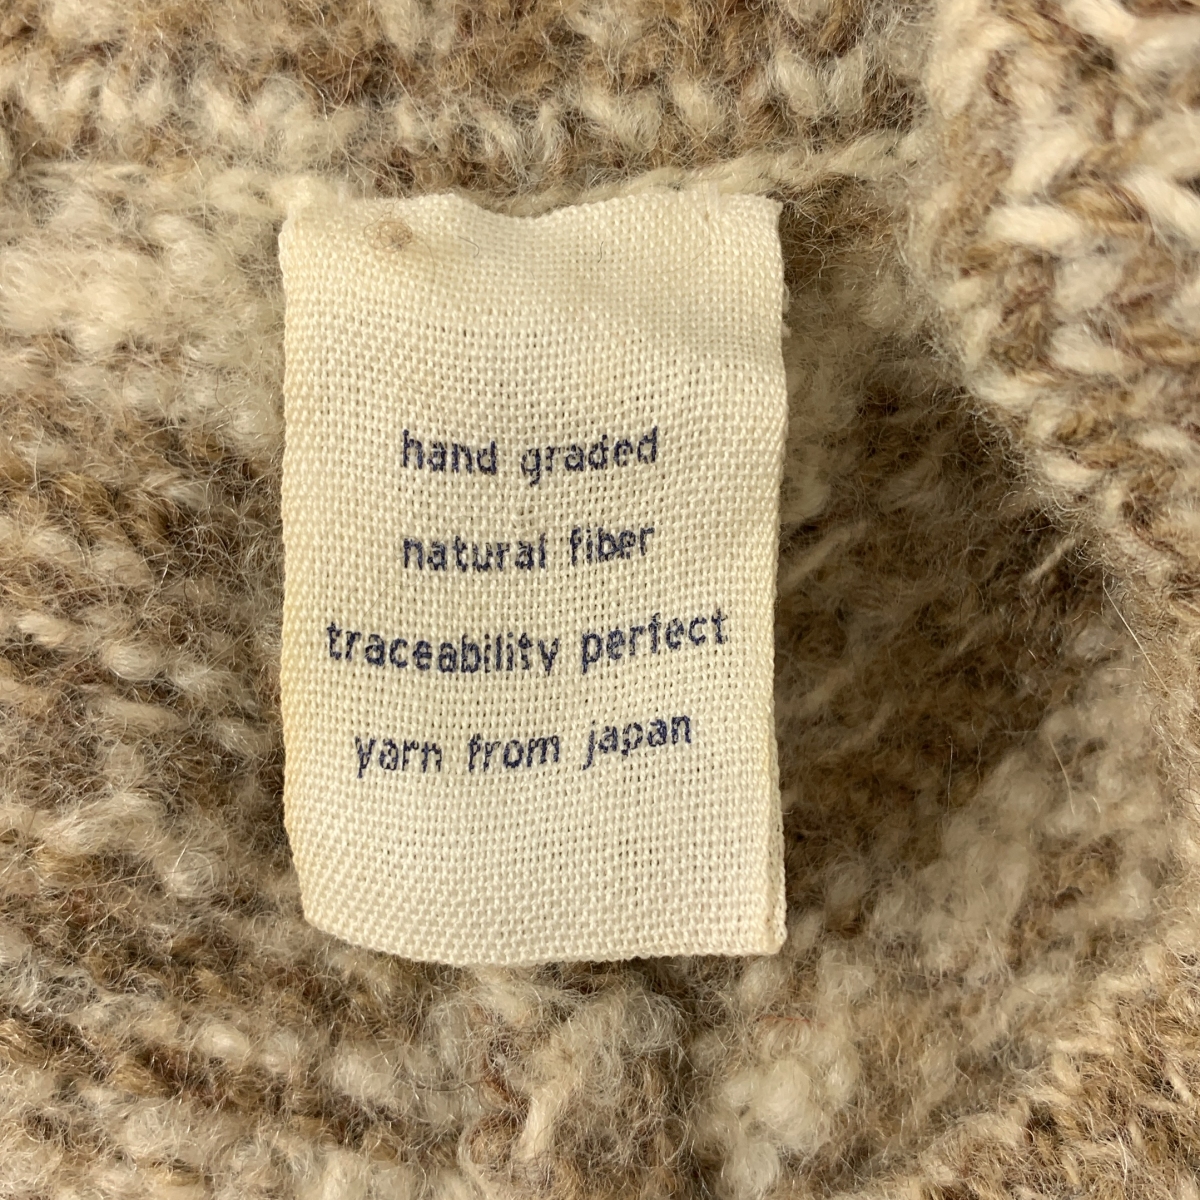 hand graded
natural fiber
traceability perfect
yarn from japan